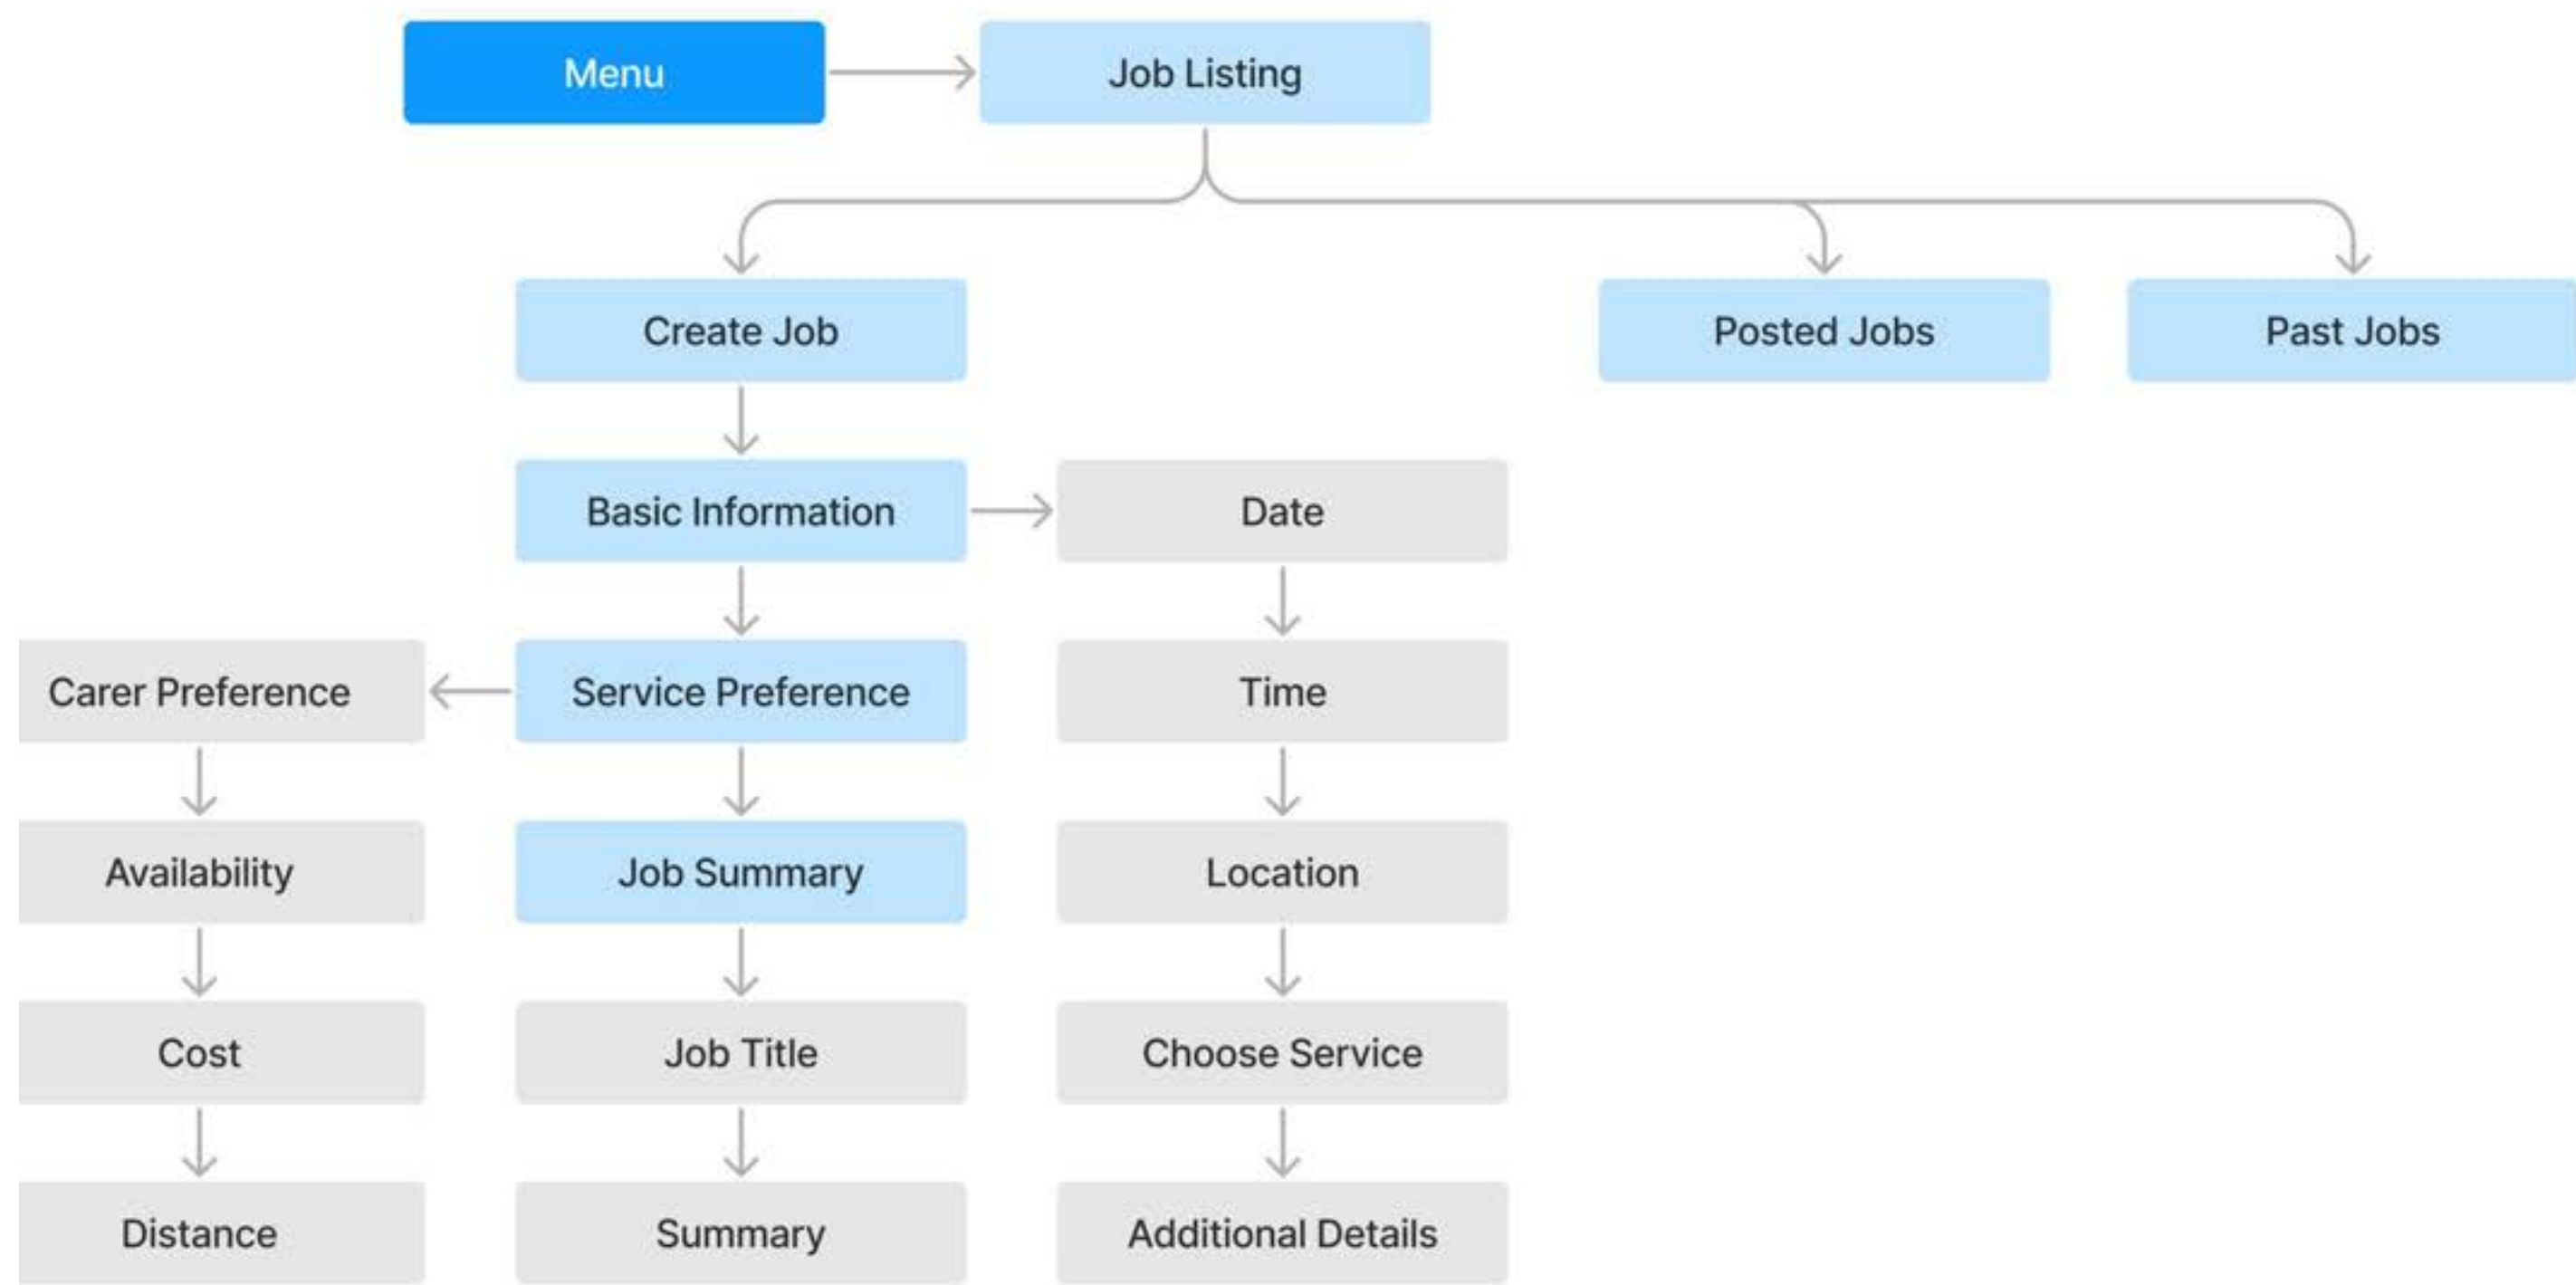 Menu
Job Listing
Create Job
Posted Jobs
Past Jobs
Basic Information
Date
Carer Preference
Service Preference
Time
Availability
Job Summary
Location
Cost
Job Title
Choose Service
Distance
Summary
Additional Details